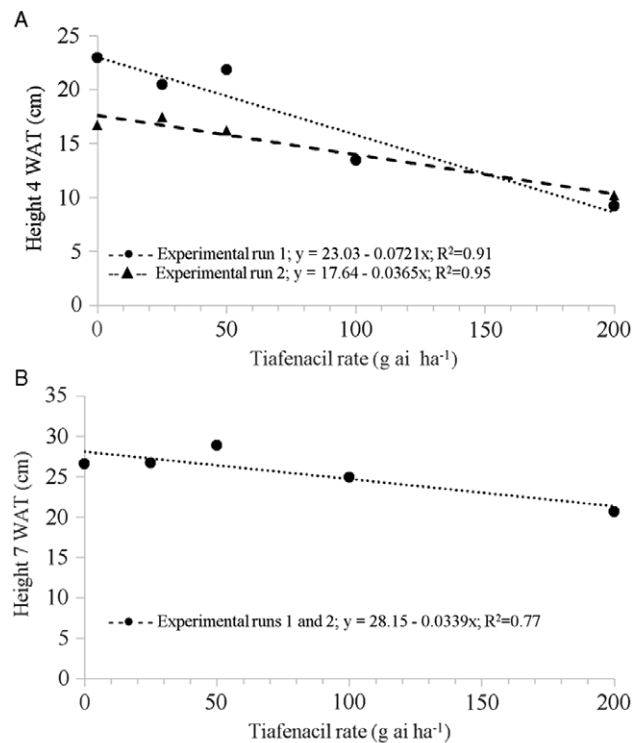 A
Height 4 WAT (cm)
25
20
15
10
5
0
Experimental run 1; y = 23.03 - 0.0721x; R²=0.91
Experimental run 2; y = 17.64 - 0.0365x; R²=0.95
0 50 100 150 200
Tiafenacil rate (g ai ha⁻¹)
B
Height 7 WAT (cm)
35
30
25
20
15
10
5
0
Experimental runs 1 and 2; y = 28.15 - 0.0339x; R²=0.77
0 50 100 150 200
Tiafenacil rate (g ai ha⁻¹)